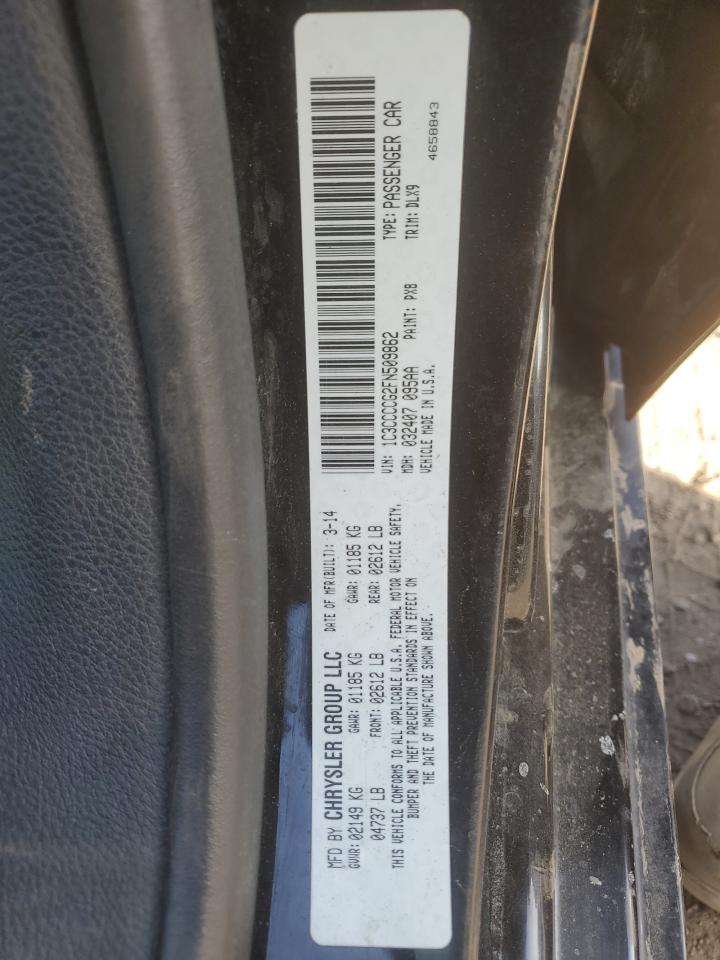 MFD BY CHRYSLER GROUP LLC DATE OF MFR(BUILT): 3-14
GVWR: 02149 KG GAWR: 01185 KG GAWR: 01185 KG
04737 LB FRONT: 02612 LB REAR: 02612 LB
THIS VEHICLE CONFORMS TO ALL APPLICABLE U.S.A. FEDERAL MOTOR VEHICLE SAFETY,
BUMPER AND THEFT PREVENTION STANDARDS IN EFFECT ON
THE DATE OF MANUFACTURE SHOWN ABOVE.
VIN: 1C3CCCCG2FN509862 TYPE: PASSENGER CAR
MDH: 032407 095AA PAINT: PXB TRIM: DLX9
VEHICLE MADE IN U.S.A. 4658843